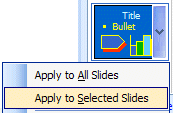 Title
Bullet
Apply to All Slides
Apply to Selected Slides